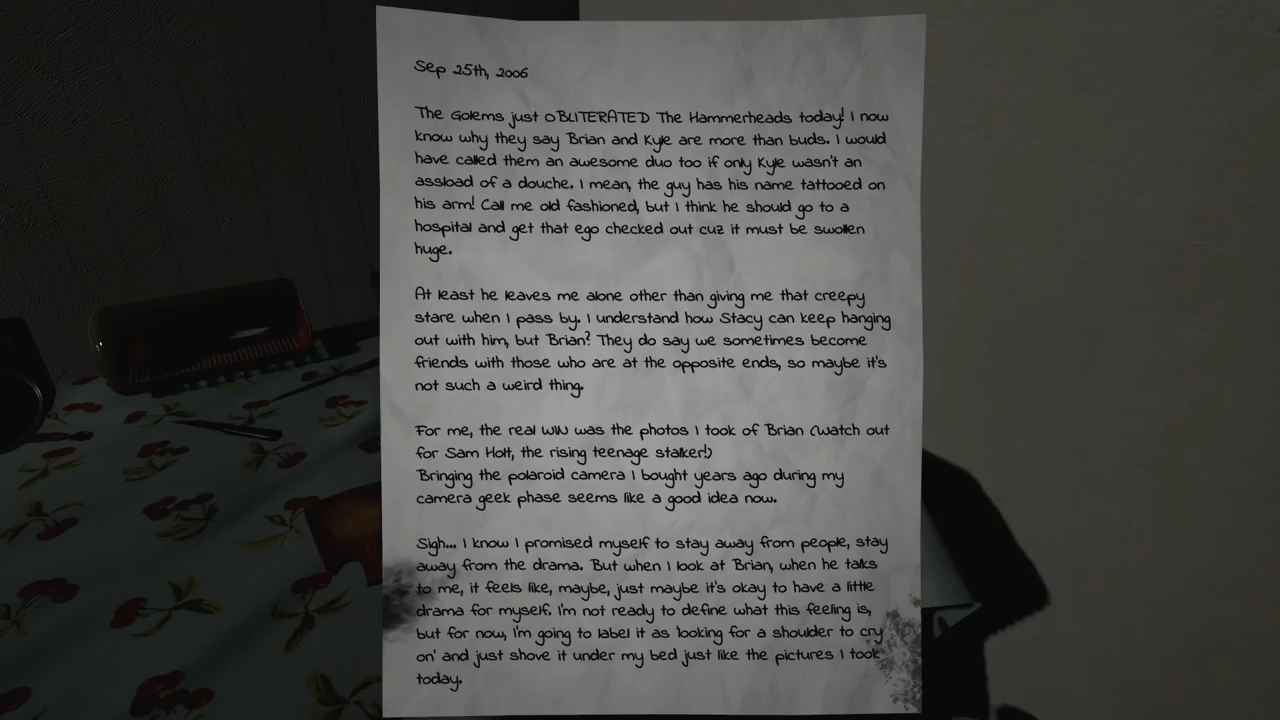 Sep 25th, 2006
The Golems just OBLITERATED The Hammerheads today! I now
know why they say Brian and Kyle are more than buds. I would
have called them an awesome duo too if only Kyle wasn't an
assload of a douche. I mean, the guy has his name tattooed on
his arm! Call me old fashioned, but I think he should go to a
hospital and get that ego checked out cuz it must be swollen
huge.
At least he leaves me alone other than giving me that creepy
stare when I pass by. I understand how Stacy can keep hanging
out with him, but Brian? They do say we sometimes become
friends with those who are at the opposite ends, so maybe it's
not such a weird thing.
For me, the real WIN was the photos I took of Brian (watch out
for Sam Holt, the rising teenage stalker!)
Bringing the polaroid camera I bought years ago during my
camera geek phase seems like a good idea now.
Sigh... I know I promised myself to stay away from people, stay
away from the drama. But when I look at Brian, when he talks
to me, it feels like, maybe, just maybe it's okay to have a little
drama for myself. I'm not ready to define what this feeling is,
but for now, I'm going to label it as 'looking for a shoulder to cry
on' and just shove it under my bed just like the pictures I took
today.